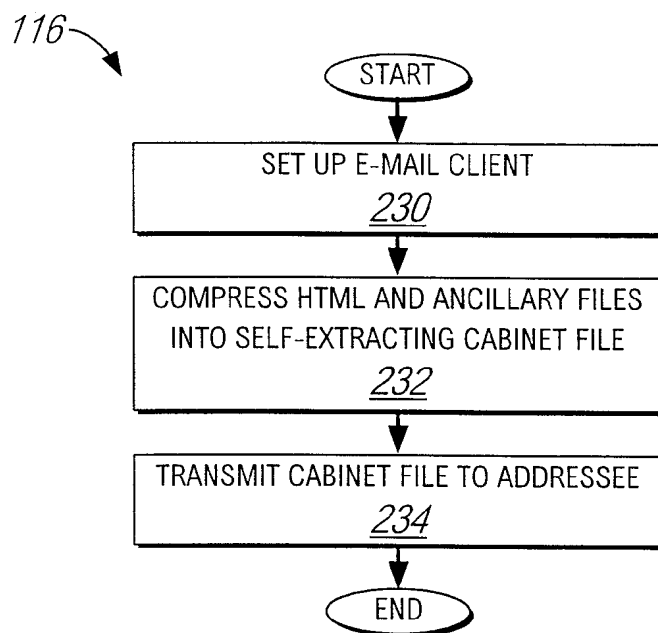 116
START
SET UP E-MAIL CLIENT
230
COMPRESS HTML AND ANCILLARY FILES
INTO SELF-EXTRACTING CABINET FILE
232
TRANSMIT CABINET FILE TO ADDRESSEE
234
END